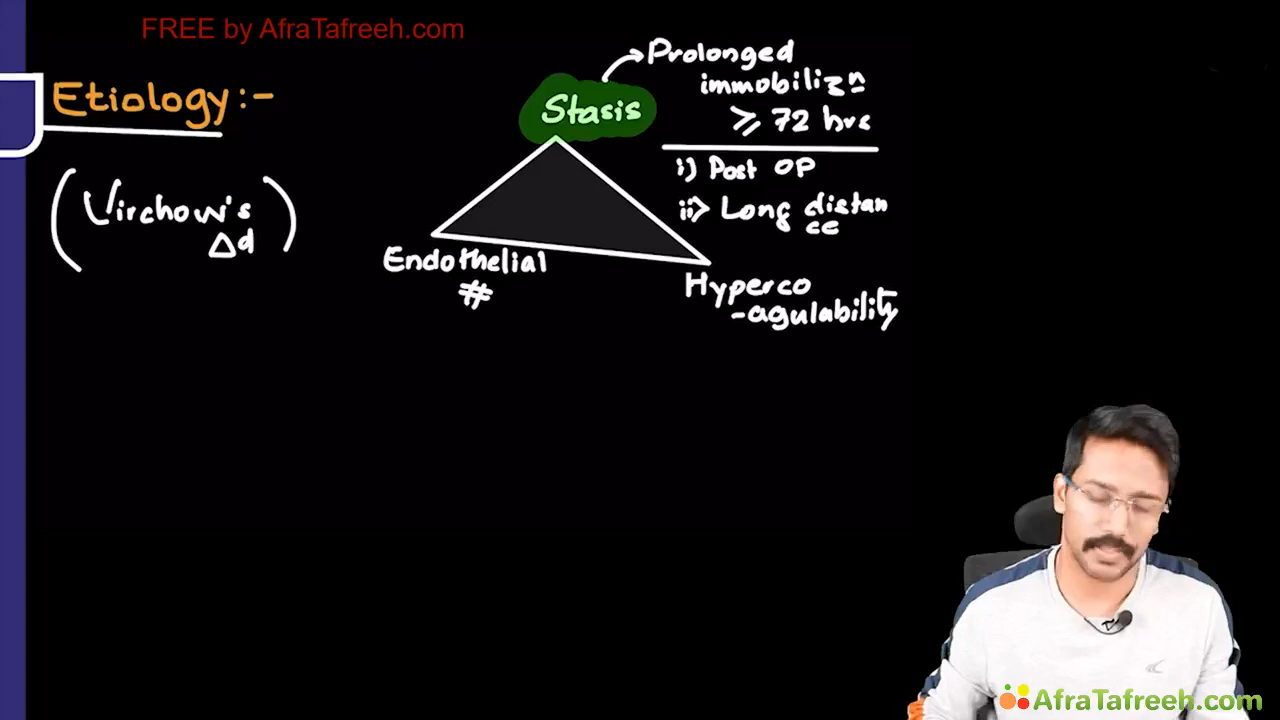 FREE by AfraTafreeh.com
Etiology:-
(Virchow's
Δd)
Stasis
Prolonged
immobilizn
≥ 72 hrs
i) Post OP
ii) Long distan
ce
Endothelial
#
Hyperco
-agulability
AfraTafreeh.com